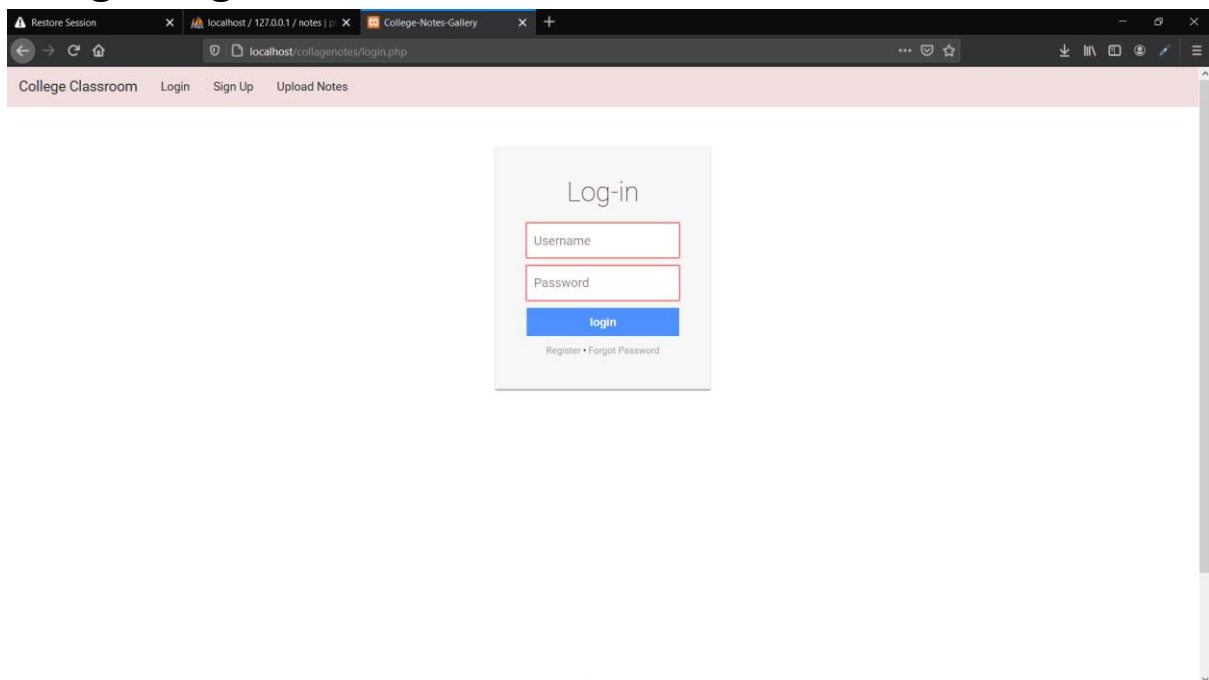 Restore Session
localhost / 127.0.0.1 / notes | p
College-Notes-Gallery
localhost/collagenotes/login.php
College Classroom Login Sign Up Upload Notes
Log-in
Username
Password
login
Register • Forgot Password